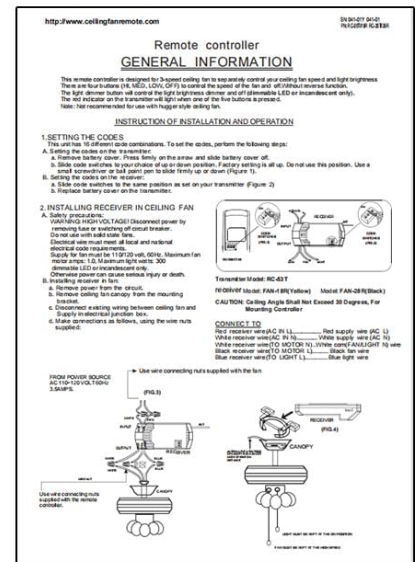 http://www.ceilingfanremote.com
Remote controller
GENERAL INFORMATION
This remote controller is designed for 3-speed ceiling fan to separately control your ceiling fan speed and light brightness
There are four buttons (HI, MED, LOW, OFF) to control the speed of the fan and off.Without reverse function.
The light dimmer button will control the light brightness dimmer and off (dimmable LED or incandescent only).
The red indicator on the transmitter will light when one of the five buttons is pressed.
Note: Not recommended for use with hugger style ceiling fan.
INSTRUCTION OF INSTALLATION AND OPERATION
1.SETTING THE CODES
This unit has 16 different code combinations. To set the codes, perform the following steps:
A. Setting the codes on the transmitter:
a. Remove battery cover. Press firmly on the arrow and slide battery cover off.
b. Slide code switches to your choice of up or down position. Factory setting is all up. Do not use this position. Use a
small screwdriver or ball point pen to slide firmly up or down (Figure 1).
B. Setting the codes on the receiver:
a. Slide code switches to the same position as set on your transmitter (Figure 2)
b. Replace battery cover on the transmitter.
2. INSTALLING RECEIVER IN CEILING FAN
A. Safety precautions:
WARNING: HIGH VOLTAGE! Disconnect power by
removing fuse or switching off circuit breaker.
Do not use with solid state fans.
Electrical wire must meet all local and national
electrical code requirements.
Supply for fan must be 110/120 volt, 60Hz. Maximum fan
motor amps: 1.0, Maximum light watts: 300
dimmable LED or incandescent only.
Otherwise power can cause serious injury or death.
B. Installing receiver in fan:
a. Remove power from the circuit.
b. Remove ceiling fan canopy from the mounting
bracket.
c. Disconnect existing wiring between ceiling fan and
Supply in electrical junction box.
d. Make connections as follows, using the wire nuts
supplied:
RECEIVER
INPUT
OUTPUT
Transmitter Model: RC-83T
receiver Model: FAN-18R(Yellow) Model: FAN-28R(Black)
CAUTION: Ceiling Angle Shall Not Exceed 30 Degrees, For
Mounting Controller
CONNECT TO
Red receiver wire(AC IN L) Red supply wire (AC L)
White receiver wire(AC IN N) White supply wire (AC N)
White receiver wire(TO MOTOR N) White com(FAN/LIGHT N) wire
Black receiver wire(TO MOTOR L) Black fan wire
Blue receiver wire(TO LIGHT L) Blue light wire
Use wire connecting nuts supplied with the fan
FROM POWER SOURCE
AC 110~120 VOLT 60Hz
3.5AMPS.
(FIG.3)
INPUT
OUTPUT
RECEIVER
CANOPY
Use wire connecting nuts
supplied with the remote
controller.
RECEIVER
(FIG.4)
CANOPY